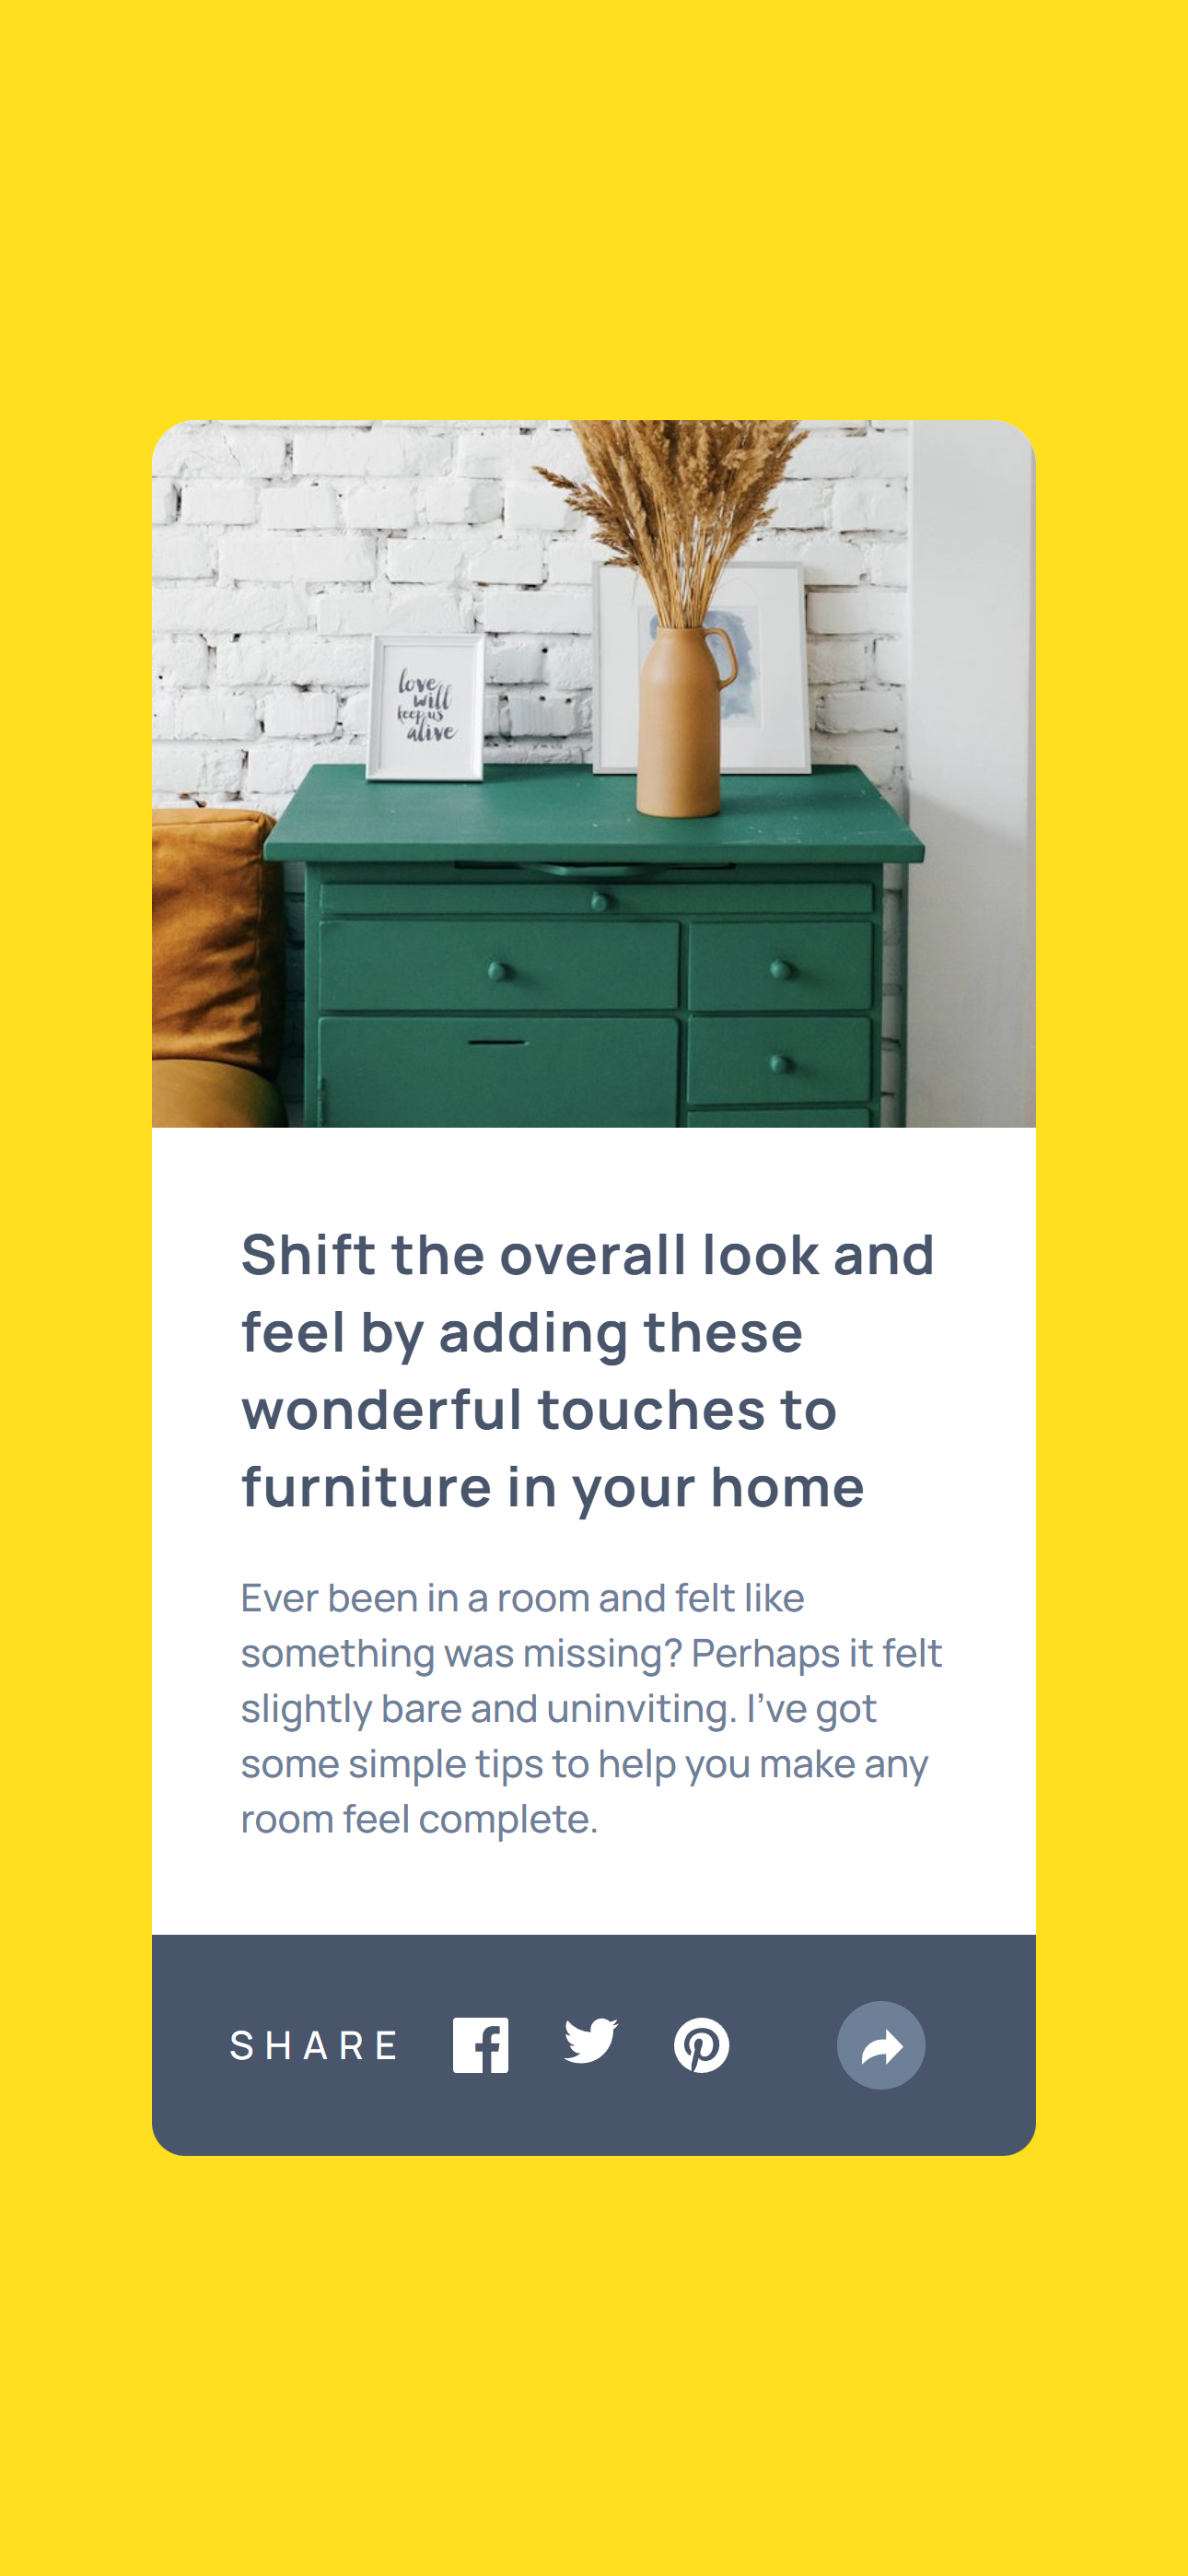 love
will
keep us
alive
Shift the overall look and
feel by adding these
wonderful touches to
furniture in your home
Ever been in a room and felt like
something was missing? Perhaps it felt
slightly bare and uninviting. I’ve got
some simple tips to help you make any
room feel complete.
SHARE